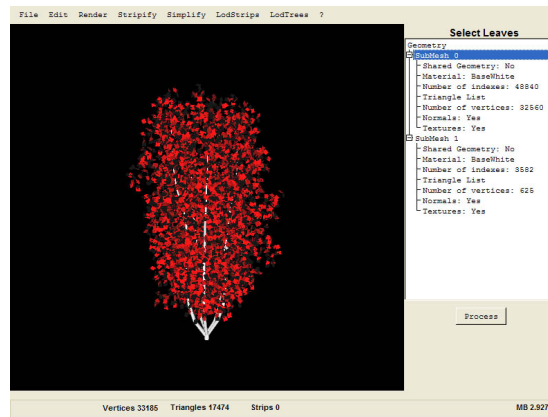 File Edit Render Stripify Simplify LodStrips LodTrees ?
Select Leaves
Geometry
SubMesh 0
Shared Geometry: No
Material: BaseWhite
Number of indexes: 48840
Triangle List
Number of vertices: 32560
Normals: Yes
Textures: Yes
SubMesh 1
Shared Geometry: No
Material: BaseWhite
Number of indexes: 3582
Triangle List
Number of vertices: 625
Normals: Yes
Textures: Yes
Process
Vertices 33185 Triangles 17474 Strips 0 MB 2.927